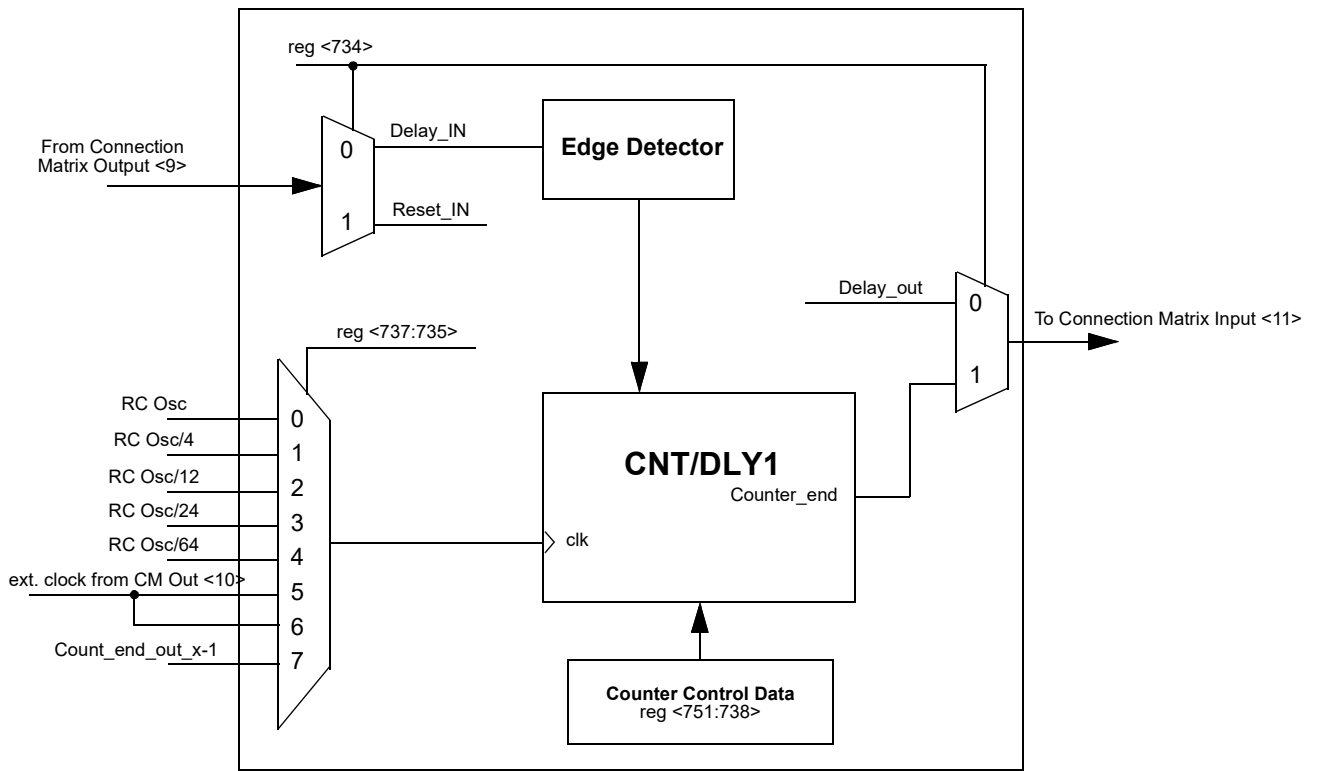 reg <734>
From Connection
Matrix Output <9>
0
1
Delay_IN
Reset_IN
Edge Detector
Delay_out
0
1
To Connection Matrix Input <11>
reg <737:735>
RC Osc
0
RC Osc/4
1
RC Osc/12
2
RC Osc/24
3
RC Osc/64
4
ext. clock from CM Out <10>
5
6
Count_end_out_x-1
7
CNT/DLY1
Counter_end
clk
Counter Control Data
reg <751:738>